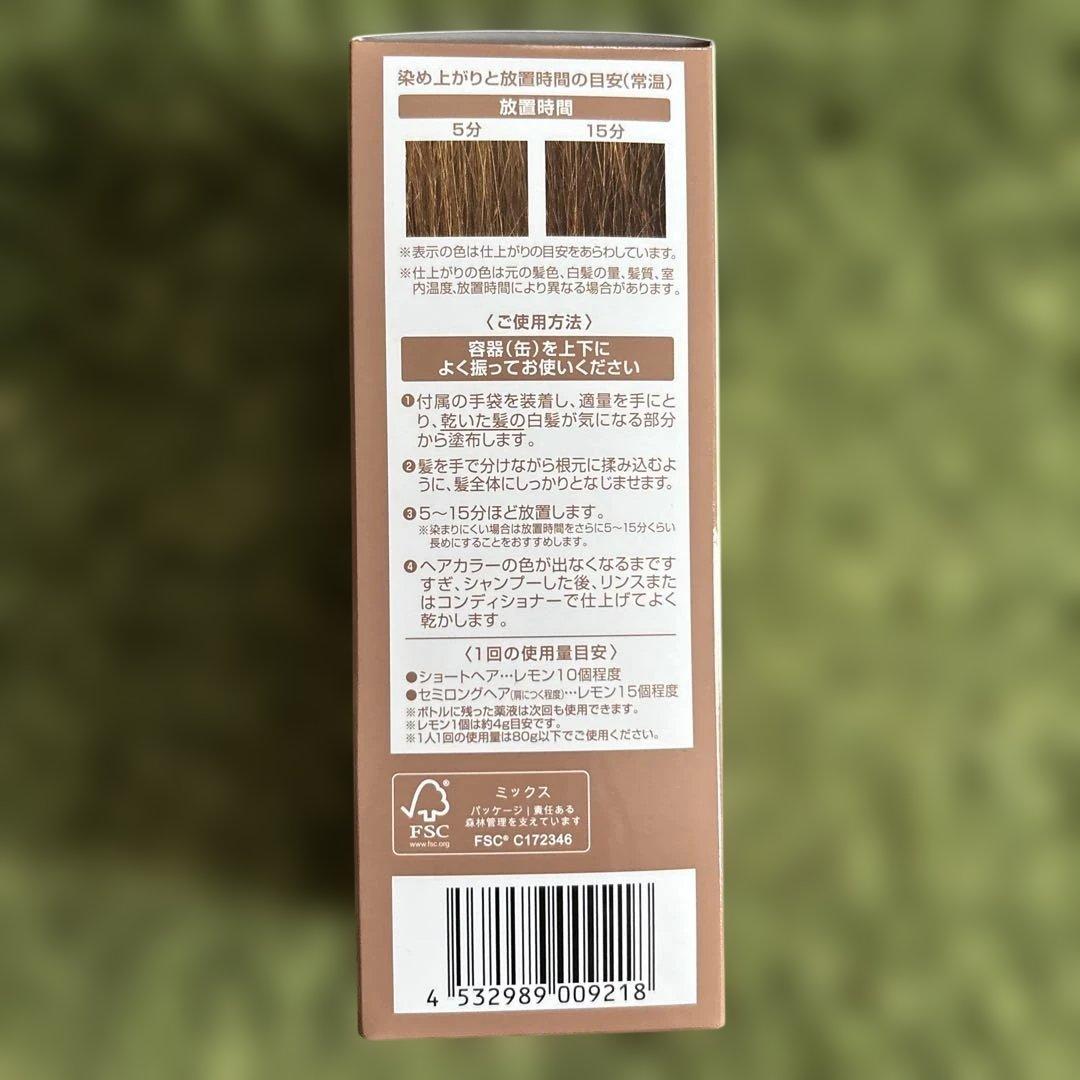 染め上がりと放置時間の目安(常温)
放置時間
5分 15分
※表示の色は仕上がりの目安をあらわしています。
※仕上がりの色は元の髪色、白髪の量、髪質、室
内温度、放置時間により異なる場合があります。
〈ご使用方法〉
容器(缶)を上下に
よく振ってお使いください
❶付属の手袋を装着し、適量を手にと
り、乾いた髪の白髪が気になる部分
から塗布します。
❷髪を手で分けながら根元に揉み込むよ
うに、髪全体にしっかりとなじませます。
❸5～15分ほど放置します。
※染まりにくい場合は放置時間をさらに5～15分くらい
長めにすることをおすすめします。
❹ヘアカラーの色が出なくなるまです
すぎ、シャンプーした後、リンスまた
はコンディショナーで仕上げてよく
乾かします。
〈1回の使用量目安〉
●ショートヘア…レモン10個程度
●セミロングヘア(肩につく程度)…レモン15個程度
※ボトルに残った薬液は次回も使用できます。
※レモン1個は約4g目安です。
※1人1回の使用量は80g以下でご使用ください。
ミックス
パッケージ|責任ある
森林管理を支えています
FSC® C172346
®
FSC
www.fsc.org
4 532989 009218